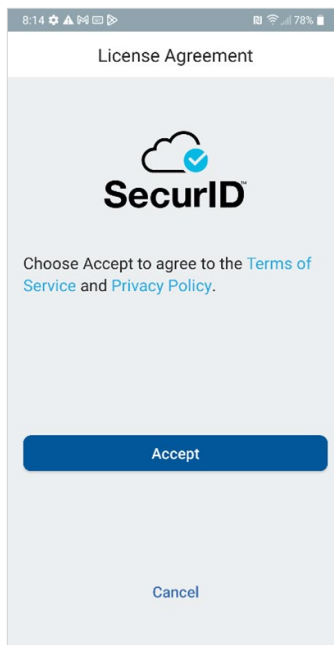 8:14 78%
License Agreement
SecurID™
Choose Accept to agree to the Terms of
Service and Privacy Policy.
Accept
Cancel